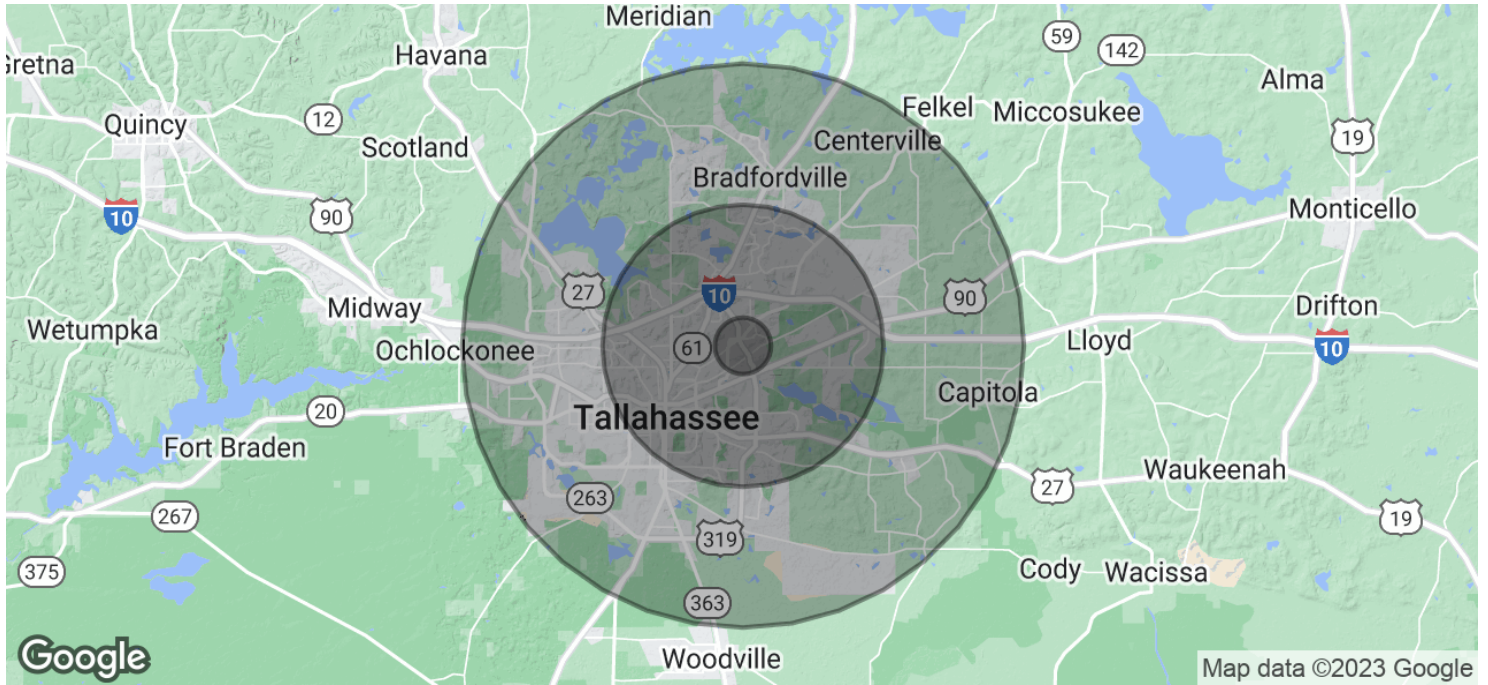 Meridian
59
142
Havana
Gretna
Alma
Felkel
Miccosukee
12
Quincy
19
Centerville
Scotland
Bradfordville
10
90
Monticello
27
10
90
Drifton
Midway
Wetumpka
61
Ochlockonee
Lloyd
10
Capitola
20
Tallahassee
Fort Braden
Waukeenah
27
263
267
19
319
375
Cody
Wacissa
363
Woodville
Google
Map data ©2023 Google